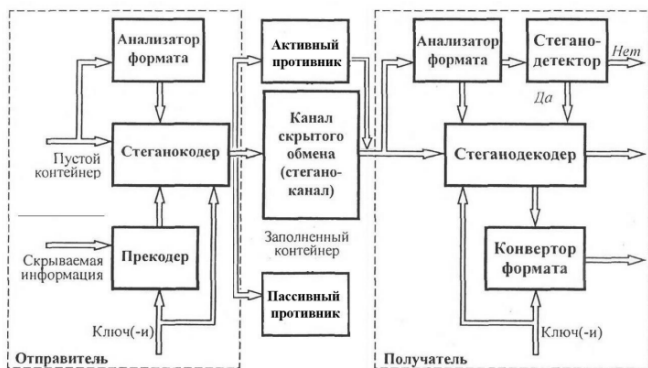 Анализатор
формата
Пустой
контейнер
Стеганокодер
Скрываемая
информация
Прекодер
Ключ(-и)
Отправитель
Активный
противник
Канал
скрытого
обмена
(стегано-
канал)
Заполненный
контейнер
Пассивный
противник
Анализатор
формата
Стегано-
детектор
Нет
Да
Стеганодекодер
Конвертор
формата
Ключ(-и)
Получатель